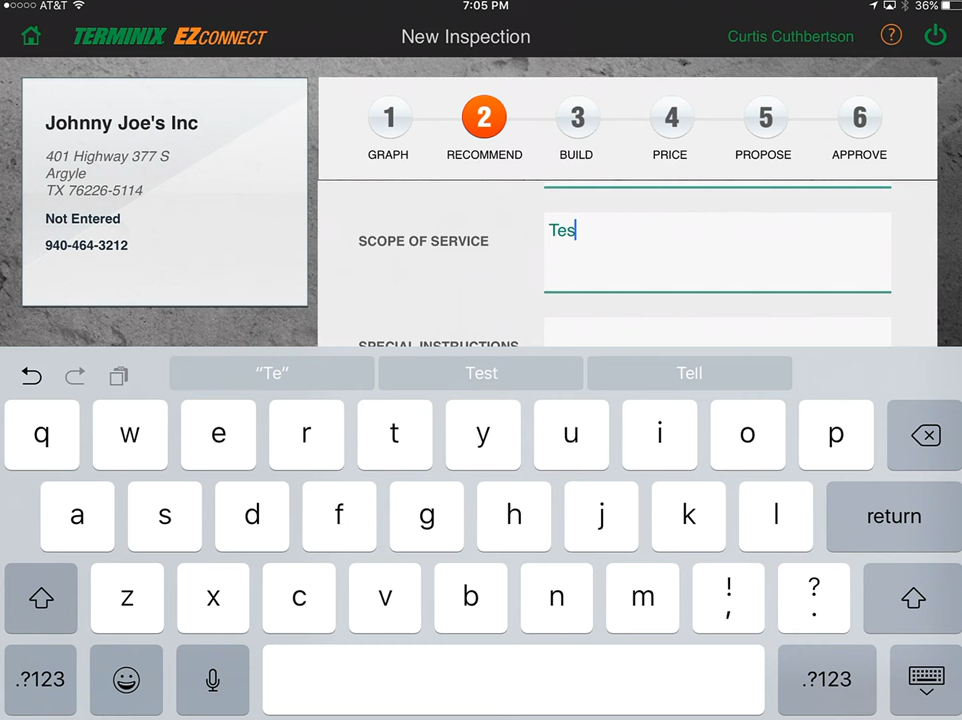 AT&T
7:05 PM
36%
TERMINIX EZCONNECT
New Inspection
Curtis Cuthbertson
?
Johnny Joe's Inc
401 Highway 377 S
Argyle
TX 76226-5114
Not Entered
940-464-3212
1 2 3 4 5 6
GRAPH RECOMMEND BUILD PRICE PROPOSE APPROVE
SCOPE OF SERVICE
Tes
SPECIAL INSTRUCTIONS
“Te” Test Tell
q w e r t y u i o p
a s d f g h j k l return
z x c v b n m ! , ? .
.?123 .?123